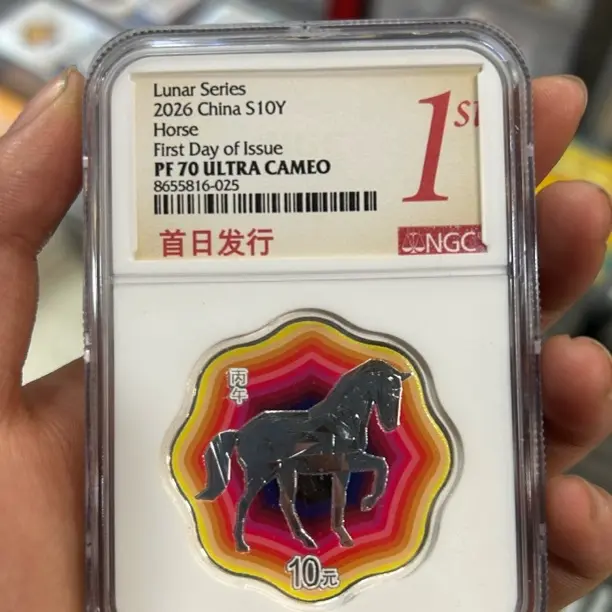 Lunar Series
2026 China S10Y
Horse
First Day of Issue
PF 70 ULTRA CAMEO
8655816-025
1ST
首日发行
NGC
丙午
10元